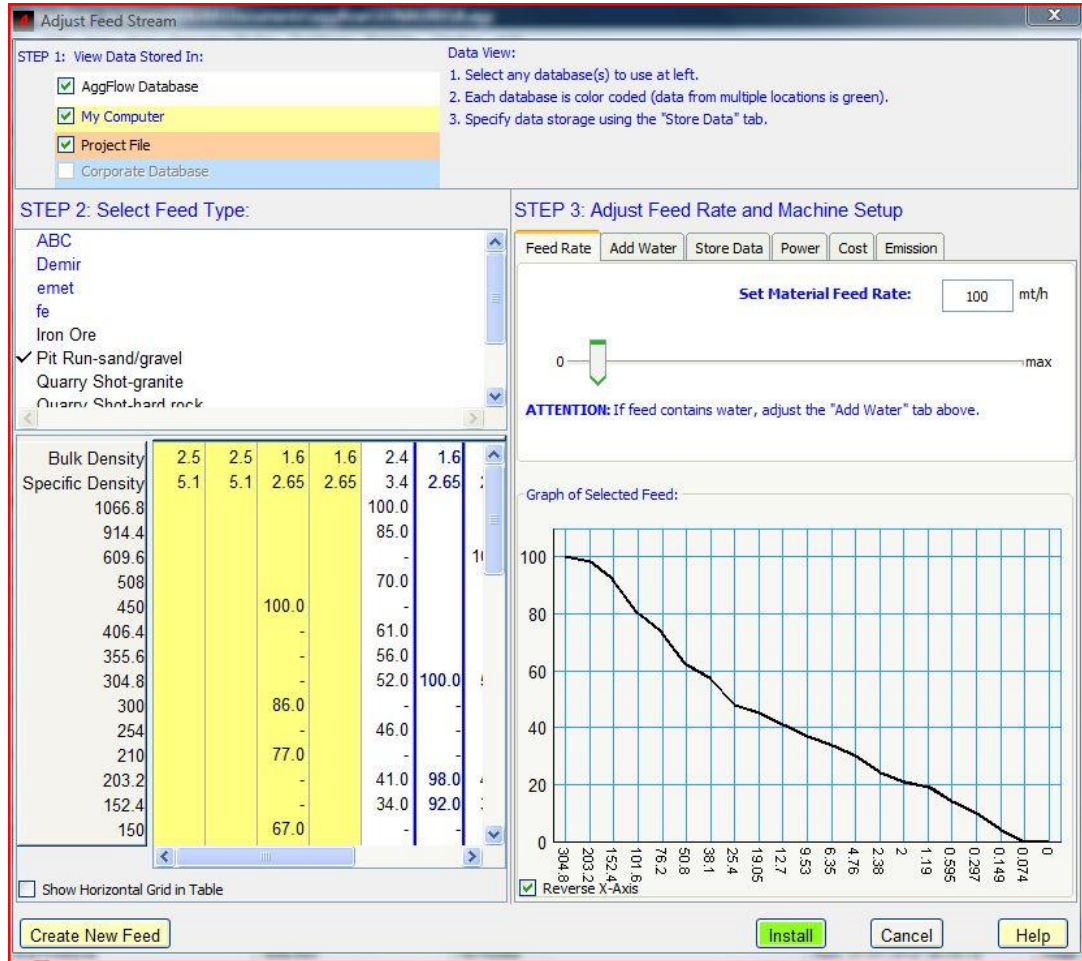 Adjust Feed Stream
X
STEP 1: View Data Stored In:
AggFlow Database
My Computer
Project File
Corporate Database
Data View:
1. Select any database(s) to use at left.
2. Each database is color coded (data from multiple locations is green).
3. Specify data storage using the "Store Data" tab.
STEP 2: Select Feed Type:
ABC
Demir
emet
fe
Iron Ore
Pit Run-sand/gravel
Quarry Shot-granite
Quarry Shot-hard rock
Bulk Density 2.5 2.5 1.6 1.6 2.4 1.6
Specific Density 5.1 5.1 2.65 2.65 3.4 2.65
1066.8 100.0
914.4 85.0
609.6 -
508 70.0
450 100.0 -
406.4 - 61.0
355.6 - 56.0
304.8 - 52.0 100.0
300 86.0 - -
254 - 46.0 -
210 77.0 - -
203.2 - 41.0 98.0
152.4 - 34.0 92.0
150 67.0 - -
Show Horizontal Grid in Table
STEP 3: Adjust Feed Rate and Machine Setup
Feed Rate Add Water Store Data Power Cost Emission
Set Material Feed Rate: 100 mt/h
0 max
ATTENTION: If feed contains water, adjust the "Add Water" tab above.
Graph of Selected Feed:
100
80
60
40
20
0
304.8 203.2 152.4 101.6 76.2 50.8 38.1 25.4 19.05 12.7 9.53 6.35 4.76 2.38 2 1.19 0.595 0.297 0.149 0.074 0
Reverse X-Axis
Create New Feed
Install Cancel Help